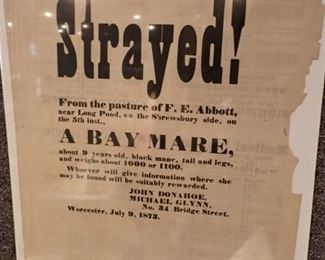 Strayed!
From the pasture of F. E. Abbott,
near Long Pond, on the Shrewsbury side, on
the 5th inst.,
A BAY MARE,
about 9 years old, black mane, tail and legs,
and weighs about 1000 or 1100.
Whoever will give information where she
may be found will be suitably rewarded.
JOHN DONAHOE,
MICHAEL GLYNN,
No. 34 Bridge Street.
Worcester, July 9, 1873.